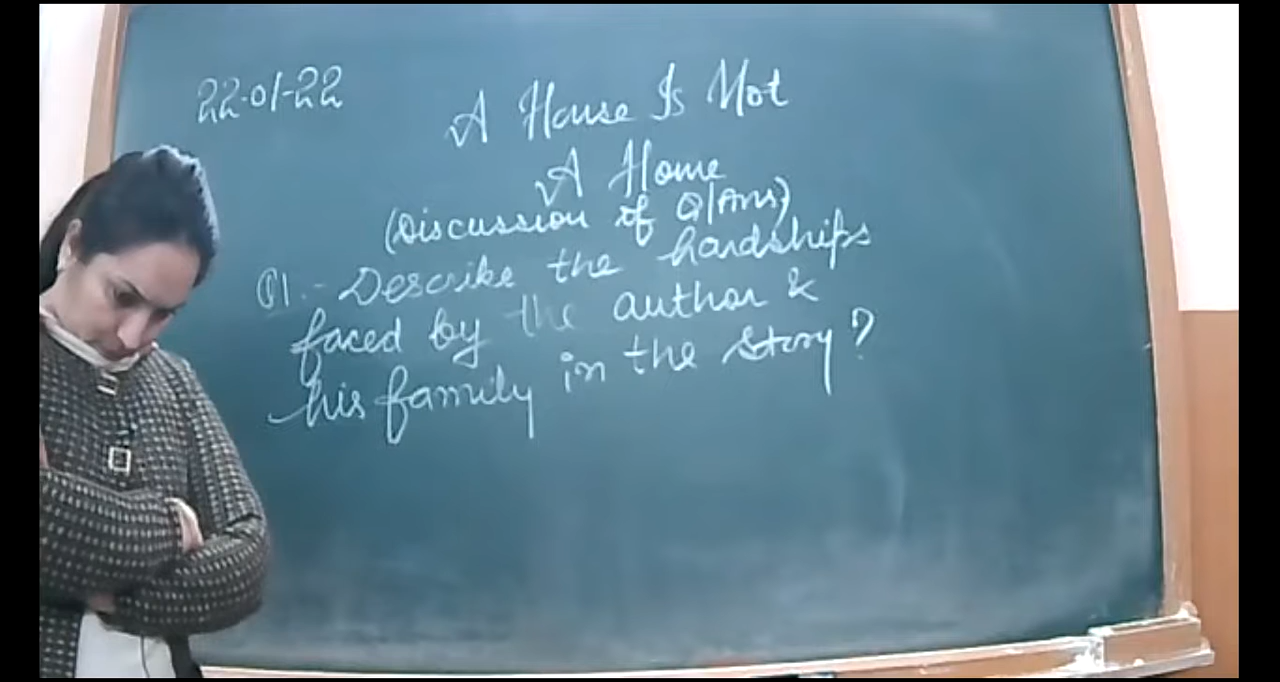 22-01-22
A House Is Not
A Home
(Discussion of Q/Ans)
Q1.- Describe the hardships
faced by the author &
his family in the story?